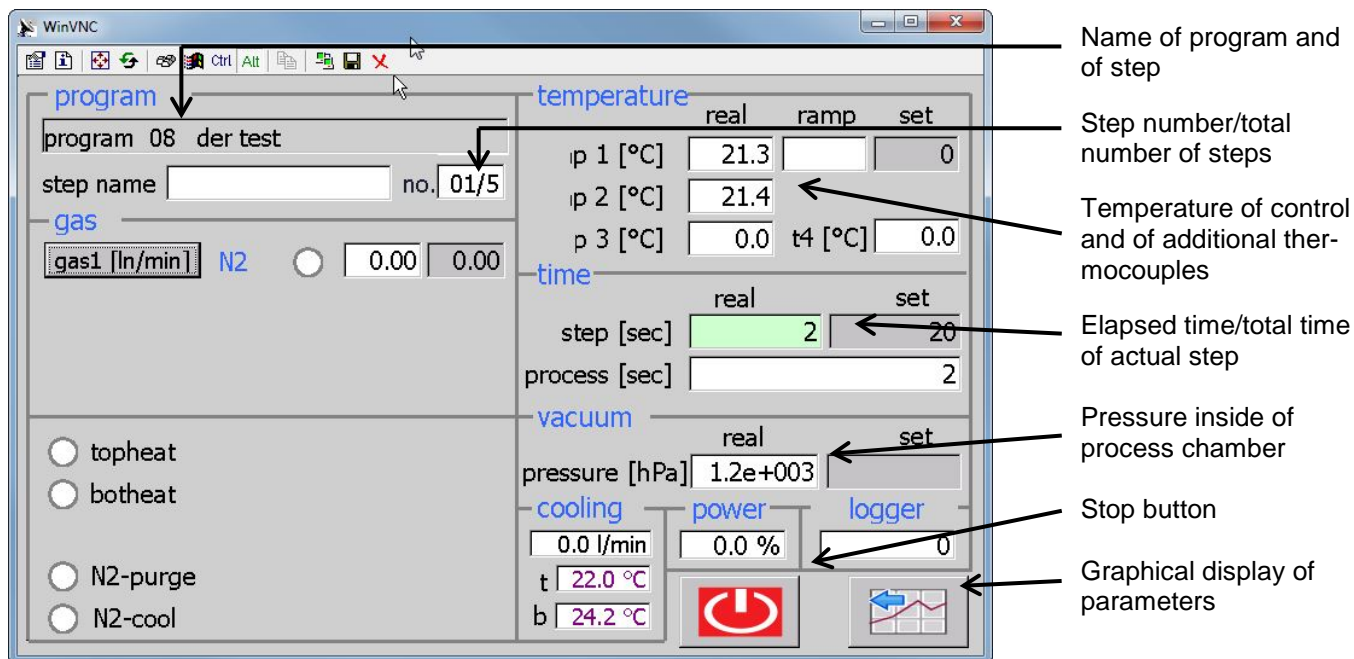 WinVNC
Ctrl Alt
program
program 08 der test
step name no. 01/5
gas
gas1 [ln/min] N2 0.00 0.00
topheat
botheat
N2-purge
N2-cool
temperature
real ramp set
p 1 [°C] 21.3 0
p 2 [°C] 21.4
p 3 [°C] 0.0 t4 [°C] 0.0
time
real set
step [sec] 2 20
process [sec] 2
vacuum
real set
pressure [hPa] 1.2e+003
cooling power logger
0.0 l/min 0.0 % 0
t 22.0 °C
b 24.2 °C
Name of program and
of step
Step number/total
number of steps
Temperature of control
and of additional ther-
mocouples
Elapsed time/total time
of actual step
Pressure inside of
process chamber
Stop button
Graphical display of
parameters